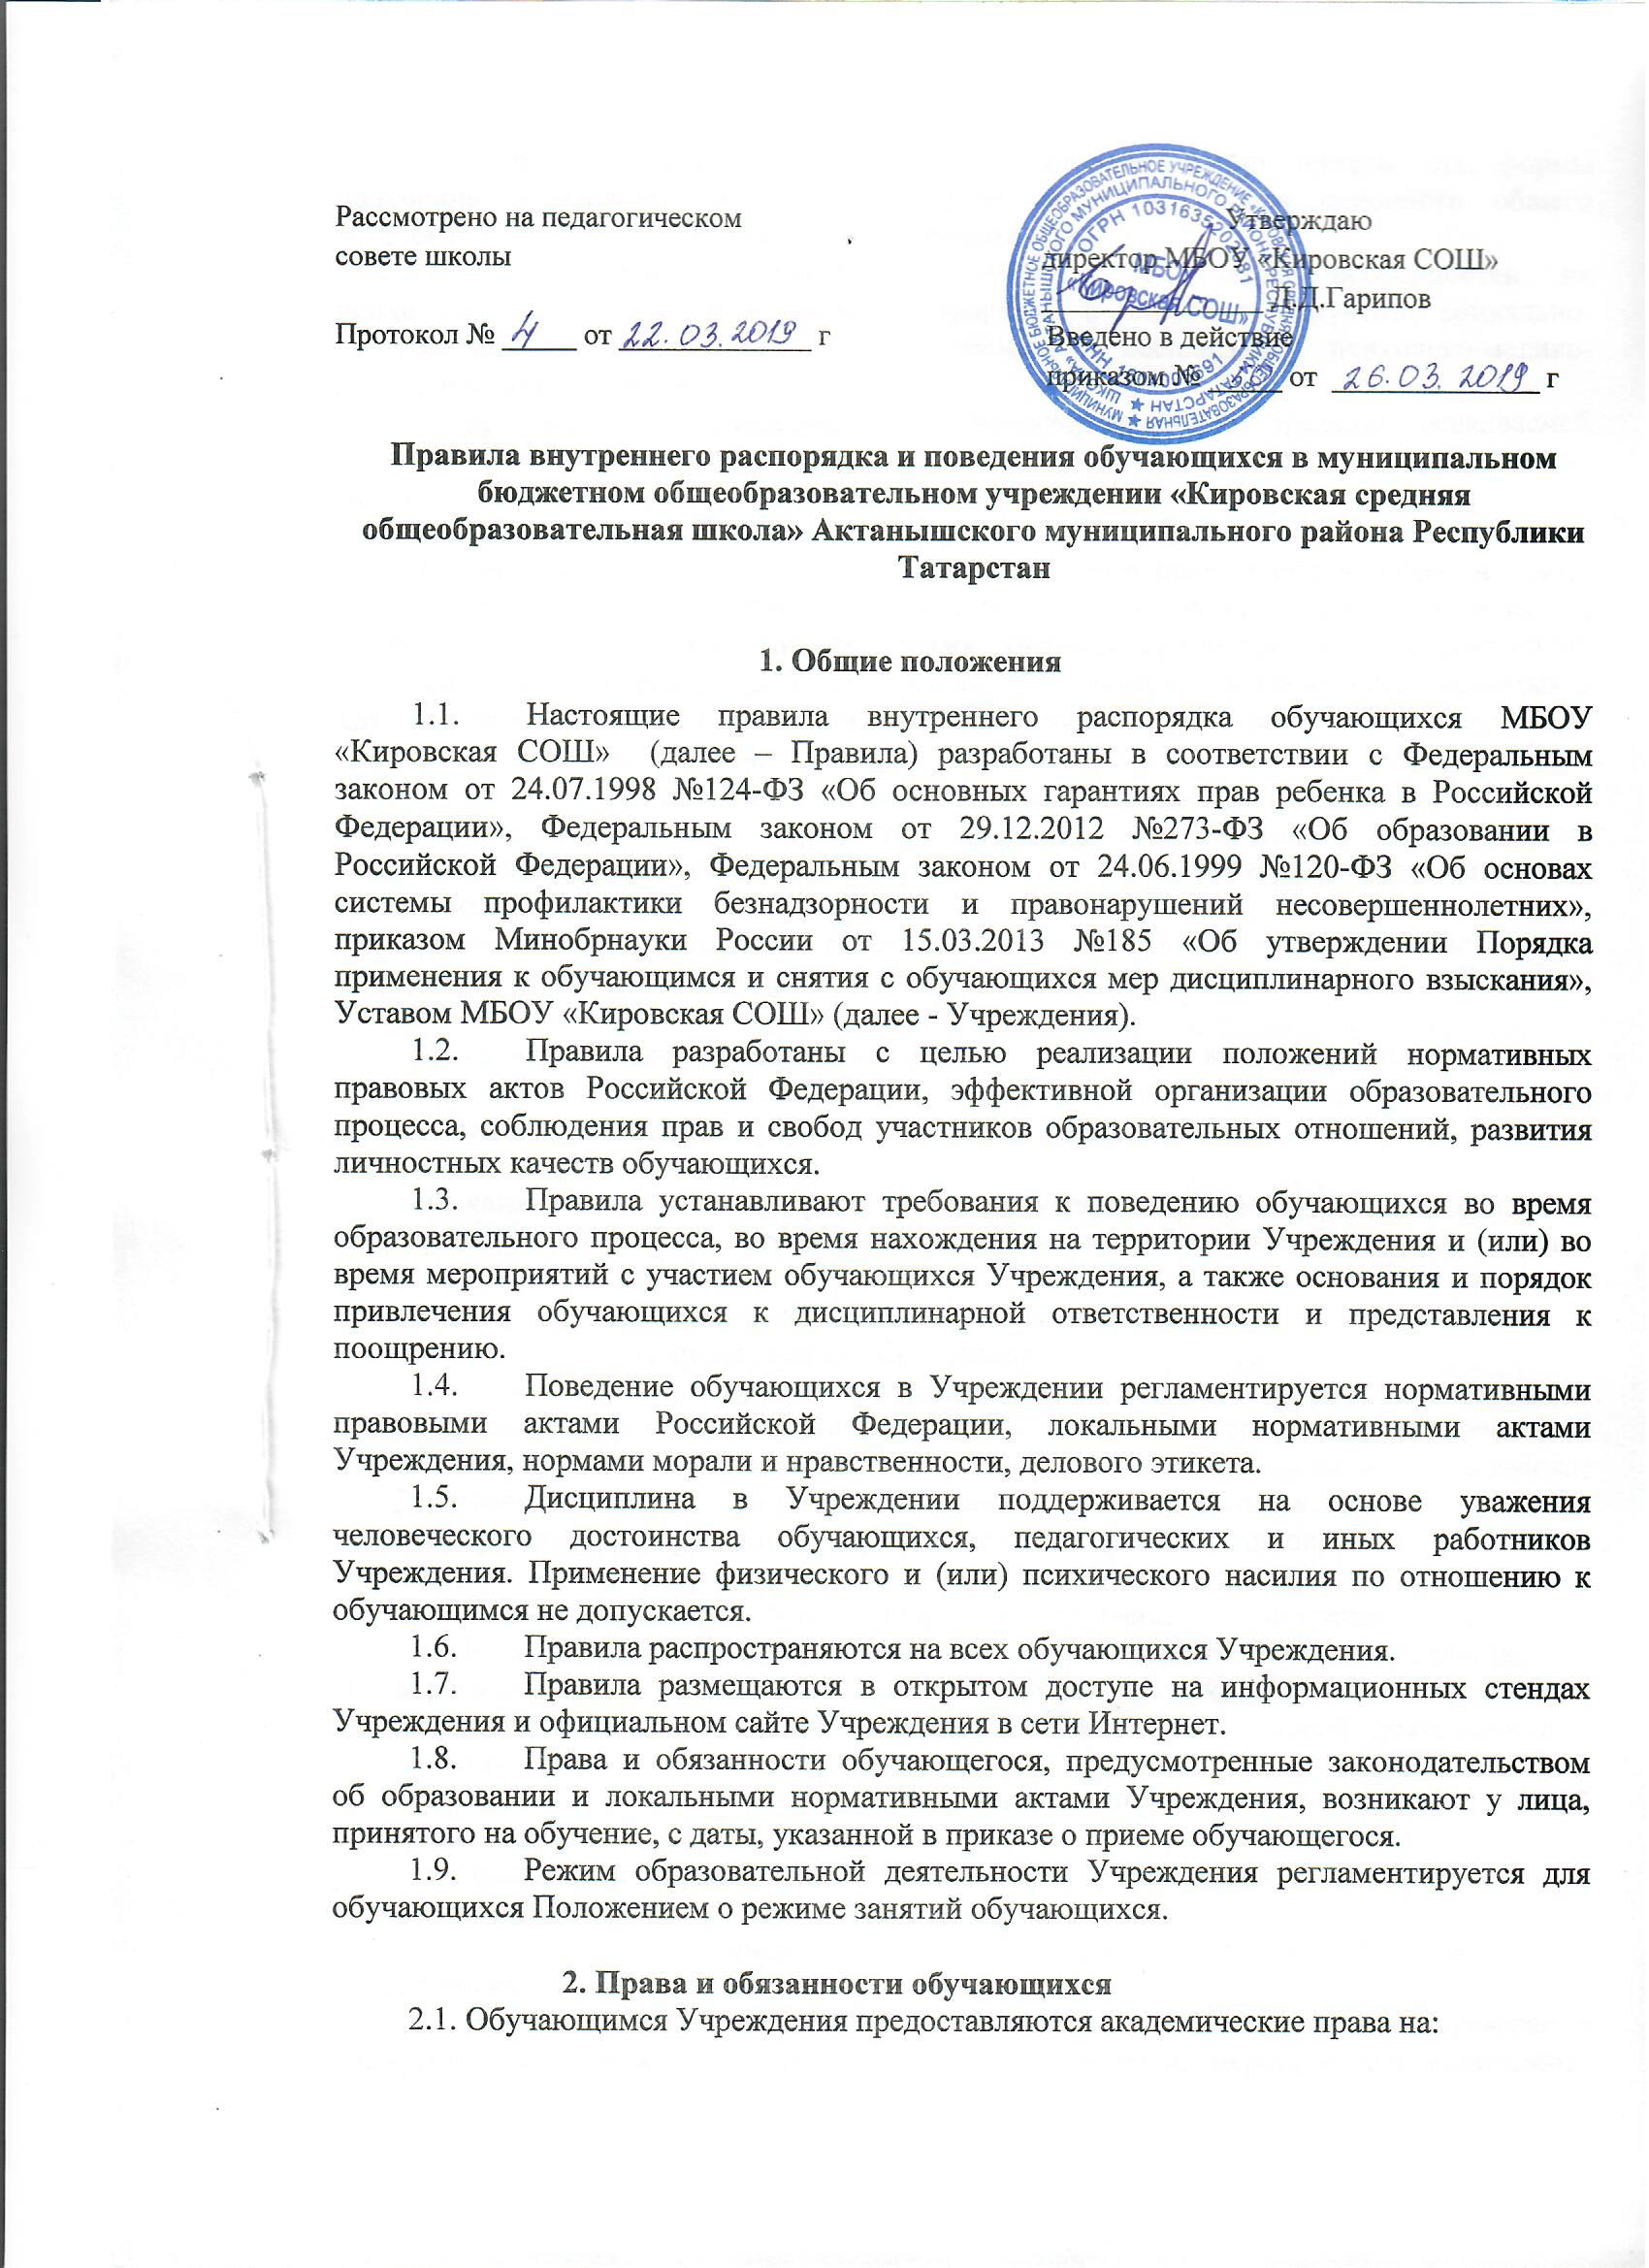 Рассмотрено на педагогическом
совете школы
Протокол № 4 от 22.03.2019 г
Утверждаю
директор МБОУ «Кировская СОШ»
Д.Д.Гарипов
Введено в действие
приказом № от 26.03.2019 г
МБОУ
«Кировская СОШ»
Правила внутреннего распорядка и поведения обучающихся в муниципальном
бюджетном общеобразовательном учреждении «Кировская средняя
общеобразовательная школа» Актанышского муниципального района Республики
Татарстан
1. Общие положения
1.1. Настоящие правила внутреннего распорядка обучающихся МБОУ
«Кировская СОШ» (далее – Правила) разработаны в соответствии с Федеральным
законом от 24.07.1998 №124-ФЗ «Об основных гарантиях прав ребенка в Российской
Федерации», Федеральным законом от 29.12.2012 №273-ФЗ «Об образовании в
Российской Федерации», Федеральным законом от 24.06.1999 №120-ФЗ «Об основах
системы профилактики безнадзорности и правонарушений несовершеннолетних»,
приказом Минобрнауки России от 15.03.2013 №185 «Об утверждении Порядка
применения к обучающимся и снятия с обучающихся мер дисциплинарного взыскания»,
Уставом МБОУ «Кировская СОШ» (далее - Учреждения).
1.2. Правила разработаны с целью реализации положений нормативных
правовых актов Российской Федерации, эффективной организации образовательного
процесса, соблюдения прав и свобод участников образовательных отношений, развития
личностных качеств обучающихся.
1.3. Правила устанавливают требования к поведению обучающихся во время
образовательного процесса, во время нахождения на территории Учреждения и (или) во
время мероприятий с участием обучающихся Учреждения, а также основания и порядок
привлечения обучающихся к дисциплинарной ответственности и представления к
поощрению.
1.4. Поведение обучающихся в Учреждении регламентируется нормативными
правовыми актами Российской Федерации, локальными нормативными актами
Учреждения, нормами морали и нравственности, делового этикета.
1.5. Дисциплина в Учреждении поддерживается на основе уважения
человеческого достоинства обучающихся, педагогических и иных работников
Учреждения. Применение физического и (или) психического насилия по отношению к
обучающимся не допускается.
1.6. Правила распространяются на всех обучающихся Учреждения.
1.7. Правила размещаются в открытом доступе на информационных стендах
Учреждения и официальном сайте Учреждения в сети Интернет.
1.8. Права и обязанности обучающегося, предусмотренные законодательством
об образовании и локальными нормативными актами Учреждения, возникают у лица,
принятого на обучение, с даты, указанной в приказе о приеме обучающегося.
1.9. Режим образовательной деятельности Учреждения регламентируется для
обучающихся Положением о режиме занятий обучающихся.
2. Права и обязанности обучающихся
2.1. Обучающимся Учреждения предоставляются академические права на: